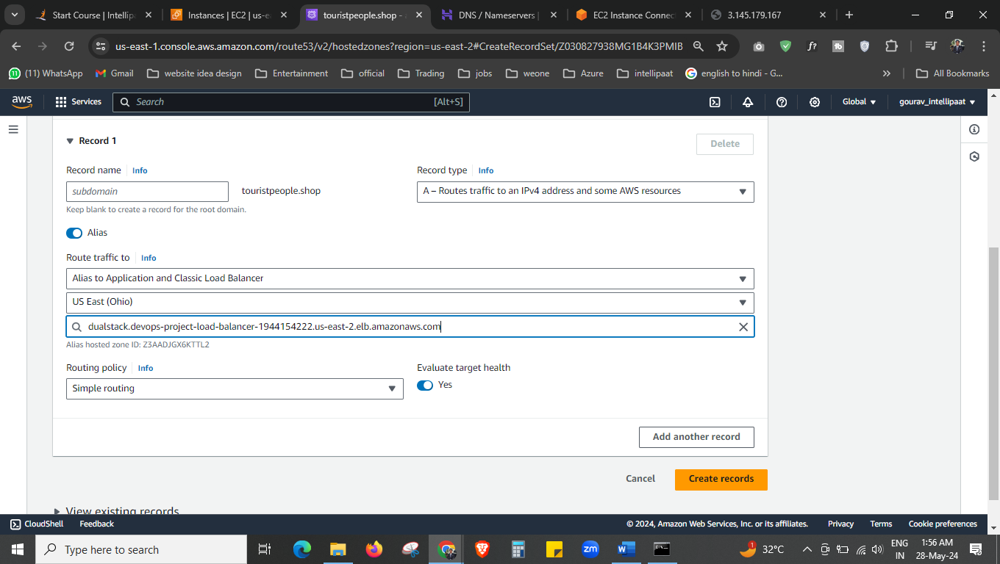 Start Course | Intellipa
Instances | EC2 | us-ea
touristpeople.shop -
DNS / Nameservers |
EC2 Instance Connec
3.145.179.167
us-east-1.console.aws.amazon.com/route53/v2/hostedzones?region=us-east-2#CreateRecordSet/Z030827938MG1B4K3PMIB
(11) WhatsApp
Gmail
website idea design
Entertainment
official
Trading
jobs
weone
Azure
intellipaat
english to hindi - G...
All Bookmarks
aws
Services
Search
[Alt+S]
Global
gourav_intellipaat
Record 1
Delete
Record name Info
Record type Info
subdomain
touristpeople.shop
A – Routes traffic to an IPv4 address and some AWS resources
Keep blank to create a record for the root domain.
Alias
Route traffic to Info
Alias to Application and Classic Load Balancer
US East (Ohio)
dualstack.devops-project-load-balancer-1944154222.us-east-2.elb.amazonaws.com
Alias hosted zone ID: Z3AADJGX6KTTL2
Routing policy Info
Evaluate target health
Simple routing
Yes
Add another record
Cancel
Create records
View existing records
CloudShell
Feedback
© 2024, Amazon Web Services, Inc. or its affiliates.
Privacy
Terms
Cookie preferences
Type here to search
32°C
ENG
IN
1:56 AM
28-May-24